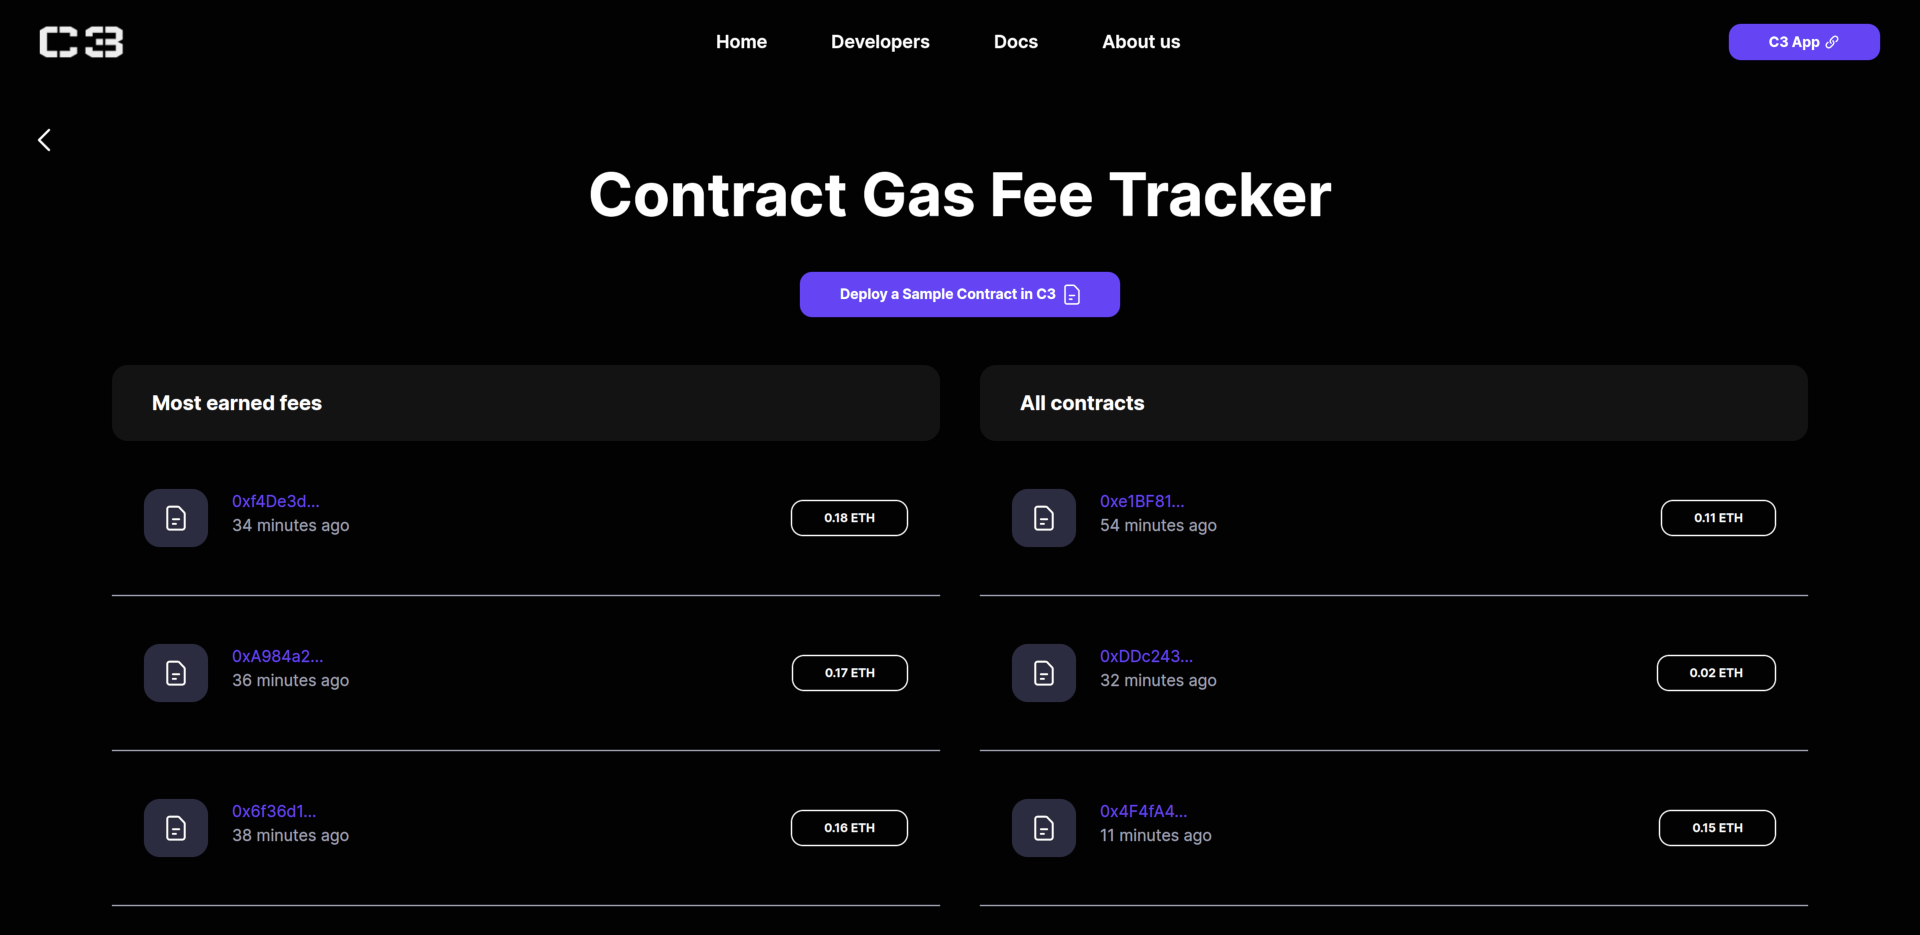 C3
Home
Developers
Docs
About us
C3 App
Contract Gas Fee Tracker
Deploy a Sample Contract in C3
Most earned fees
0xf4De3d...
34 minutes ago
0.18 ETH
0xA984a2...
36 minutes ago
0.17 ETH
0x6f36d1...
38 minutes ago
0.16 ETH
All contracts
0xe1BF81...
54 minutes ago
0.11 ETH
0xDDc243...
32 minutes ago
0.02 ETH
0x4F4fA4...
11 minutes ago
0.15 ETH